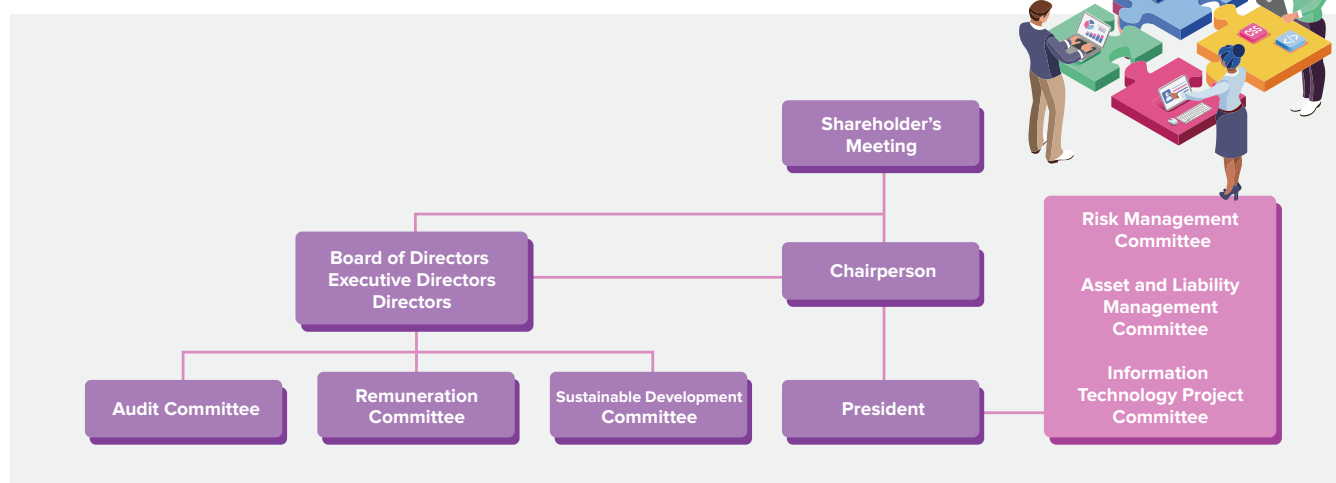 CSS
</>
Shareholder's
Meeting
Board of Directors
Executive Directors
Directors
Chairperson
Risk Management
Committee
Asset and Liability
Management
Committee
Information
Technology Project
Committee
Audit Committee
Remuneration
Committee
Sustainable Development
Committee
President